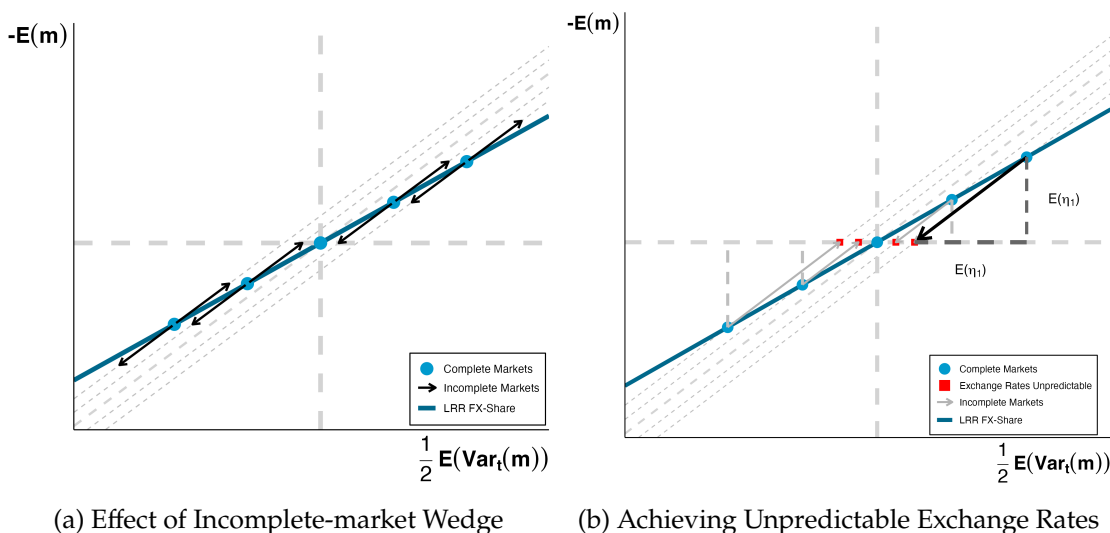 -E(m)
Complete Markets
Incomplete Markets
LRR FX-Share
1/2 E(Var_t(m))
(a) Effect of Incomplete-market Wedge
-E(m)
E(η₁)
E(η₁)
Complete Markets
Exchange Rates Unpredictable
Incomplete Markets
LRR FX-Share
1/2 E(Var_t(m))
(b) Achieving Unpredictable Exchange Rates